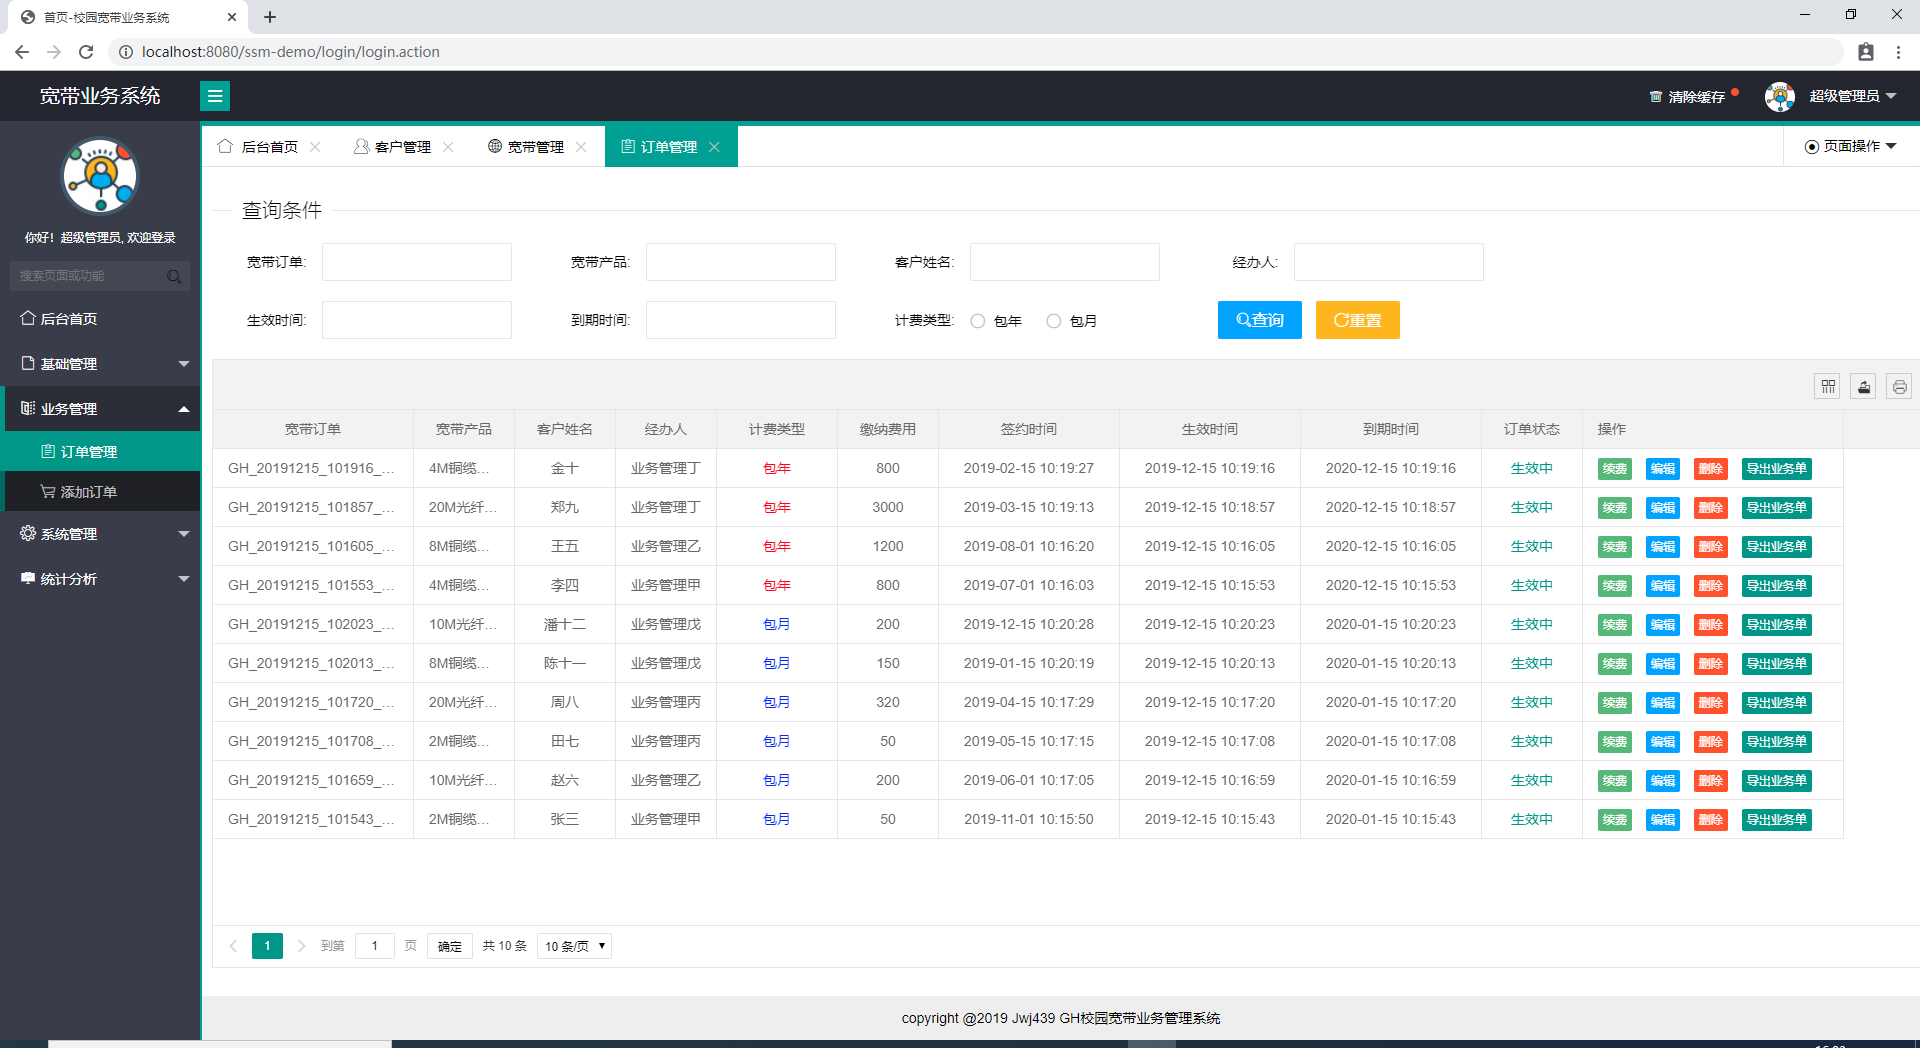 首页-校园宽带业务系统
localhost:8080/ssm-demo/login/login.action
宽带业务系统
清除缓存 超级管理员
你好！超级管理员, 欢迎登录
搜索页面或功能
后台首页
基础管理
业务管理
订单管理
添加订单
系统管理
统计分析
后台首页 客户管理 宽带管理 订单管理 页面操作
查询条件
宽带订单: 宽带产品: 客户姓名: 经办人:
生效时间: 到期时间: 计费类型: 包年 包月 查询 重置
宽带订单 宽带产品 客户姓名 经办人 计费类型 缴纳费用 签约时间 生效时间 到期时间 订单状态 操作
GH_20191215_101916_... 4M铜缆... 金十 业务管理丁 包年 800 2019-02-15 10:19:27 2019-12-15 10:19:16 2020-12-15 10:19:16 生效中 续费 编辑 删除 导出业务单
GH_20191215_101857_... 20M光纤... 郑九 业务管理丁 包年 3000 2019-03-15 10:19:13 2019-12-15 10:18:57 2020-12-15 10:18:57 生效中 续费 编辑 删除 导出业务单
GH_20191215_101605_... 8M铜缆... 王五 业务管理乙 包年 1200 2019-08-01 10:16:20 2019-12-15 10:16:05 2020-12-15 10:16:05 生效中 续费 编辑 删除 导出业务单
GH_20191215_101553_... 4M铜缆... 李四 业务管理甲 包年 800 2019-07-01 10:16:03 2019-12-15 10:15:53 2020-12-15 10:15:53 生效中 续费 编辑 删除 导出业务单
GH_20191215_102023_... 10M光纤... 潘十二 业务管理戊 包月 200 2019-12-15 10:20:28 2019-12-15 10:20:23 2020-01-15 10:20:23 生效中 续费 编辑 删除 导出业务单
GH_20191215_102013_... 8M铜缆... 陈十一 业务管理戊 包月 150 2019-01-15 10:20:19 2019-12-15 10:20:13 2020-01-15 10:20:13 生效中 续费 编辑 删除 导出业务单
GH_20191215_101720_... 20M光纤... 周八 业务管理丙 包月 320 2019-04-15 10:17:29 2019-12-15 10:17:20 2020-01-15 10:17:20 生效中 续费 编辑 删除 导出业务单
GH_20191215_101708_... 2M铜缆... 田七 业务管理丙 包月 50 2019-05-15 10:17:15 2019-12-15 10:17:08 2020-01-15 10:17:08 生效中 续费 编辑 删除 导出业务单
GH_20191215_101659_... 10M光纤... 赵六 业务管理乙 包月 200 2019-06-01 10:17:05 2019-12-15 10:16:59 2020-01-15 10:16:59 生效中 续费 编辑 删除 导出业务单
GH_20191215_101543_... 2M铜缆... 张三 业务管理甲 包月 50 2019-11-01 10:15:50 2019-12-15 10:15:43 2020-01-15 10:15:43 生效中 续费 编辑 删除 导出业务单
1 到第 1 页 确定 共 10 条 10 条/页
copyright @2019 Jwj439 GH校园宽带业务管理系统